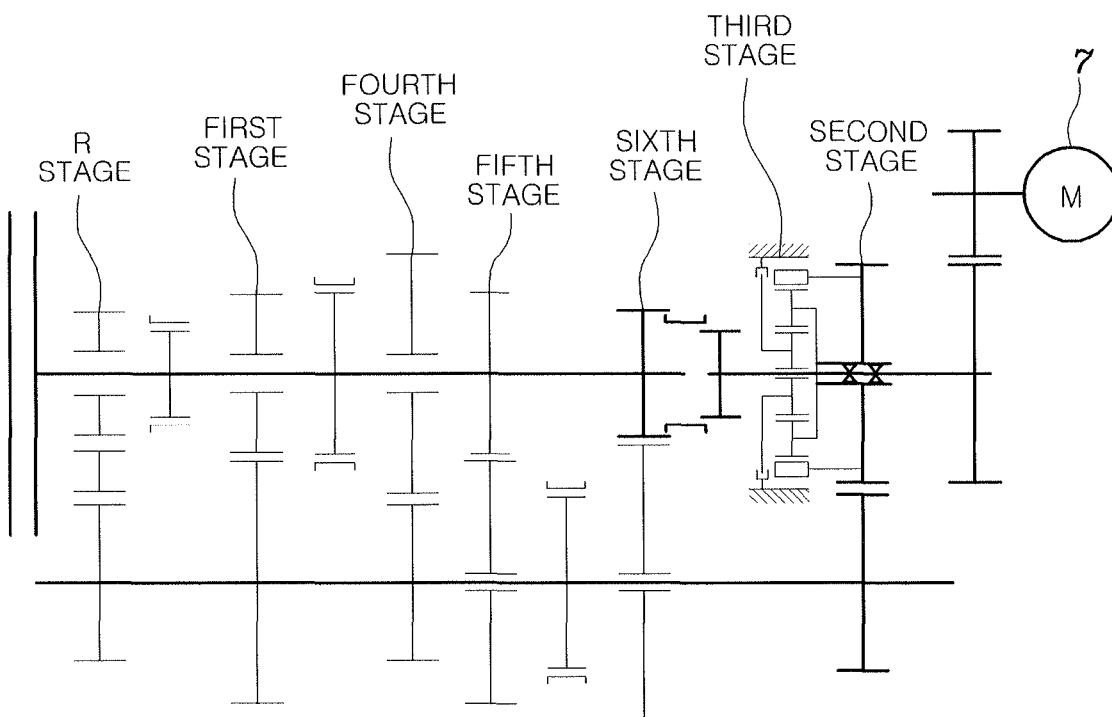 THIRD
STAGE
7
FOURTH
STAGE
R
STAGE
FIRST
STAGE
FIFTH
STAGE
SIXTH
STAGE
SECOND
STAGE
M